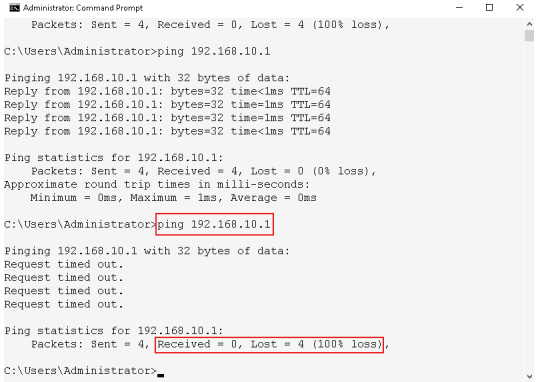 Administrator: Command Prompt
Packets: Sent = 4, Received = 0, Lost = 4 (100% loss),
C:\Users\Administrator>ping 192.168.10.1
Pinging 192.168.10.1 with 32 bytes of data:
Reply from 192.168.10.1: bytes=32 time<1ms TTL=64
Reply from 192.168.10.1: bytes=32 time=1ms TTL=64
Reply from 192.168.10.1: bytes=32 time=1ms TTL=64
Reply from 192.168.10.1: bytes=32 time<1ms TTL=64
Ping statistics for 192.168.10.1:
Packets: Sent = 4, Received = 4, Lost = 0 (0% loss),
Approximate round trip times in milli-seconds:
Minimum = 0ms, Maximum = 1ms, Average = 0ms
C:\Users\Administrator>ping 192.168.10.1
Pinging 192.168.10.1 with 32 bytes of data:
Request timed out.
Request timed out.
Request timed out.
Request timed out.
Ping statistics for 192.168.10.1:
Packets: Sent = 4, Received = 0, Lost = 4 (100% loss),
C:\Users\Administrator>